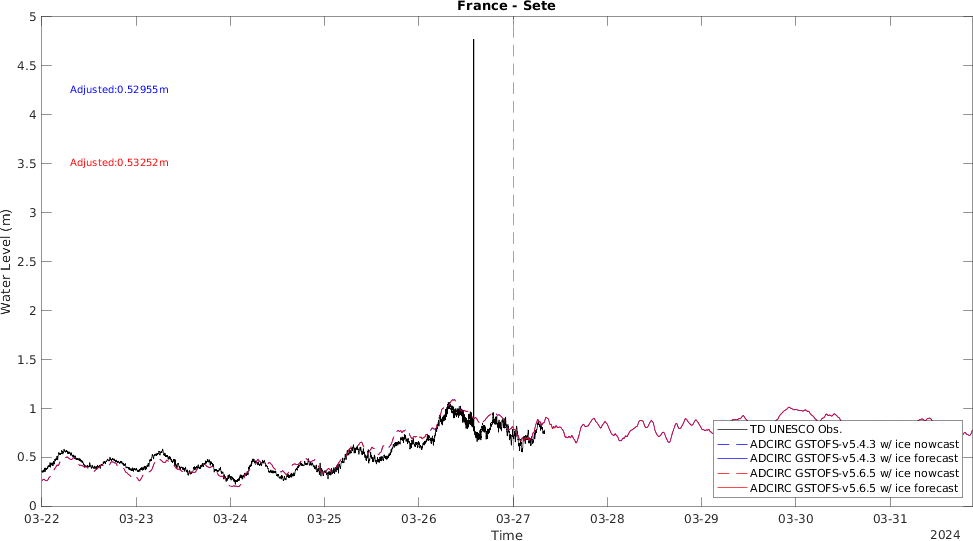 France - Sete
Adjusted:0.52955m
Adjusted:0.53252m
Water Level (m)
5
4.5
4
3.5
3
2.5
2
1.5
1
0.5
0
TD UNESCO Obs.
ADCIRC GSTOFS-v5.4.3 w/ ice nowcast
ADCIRC GSTOFS-v5.4.3 w/ ice forecast
ADCIRC GSTOFS-v5.6.5 w/ ice nowcast
ADCIRC GSTOFS-v5.6.5 w/ ice forecast
03-22 03-23 03-24 03-25 03-26 03-27 03-28 03-29 03-30 03-31
Time
2024